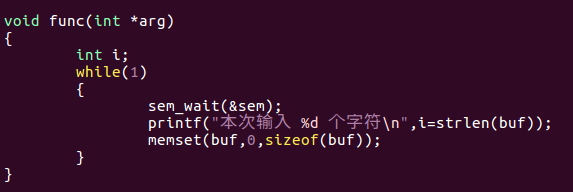 void func(int *arg)
{
        int i;
        while(1)
        {
                sem_wait(&sem);
                printf("本次输入 %d 个字符\n",i=strlen(buf));
                memset(buf,0,sizeof(buf));
        }
}